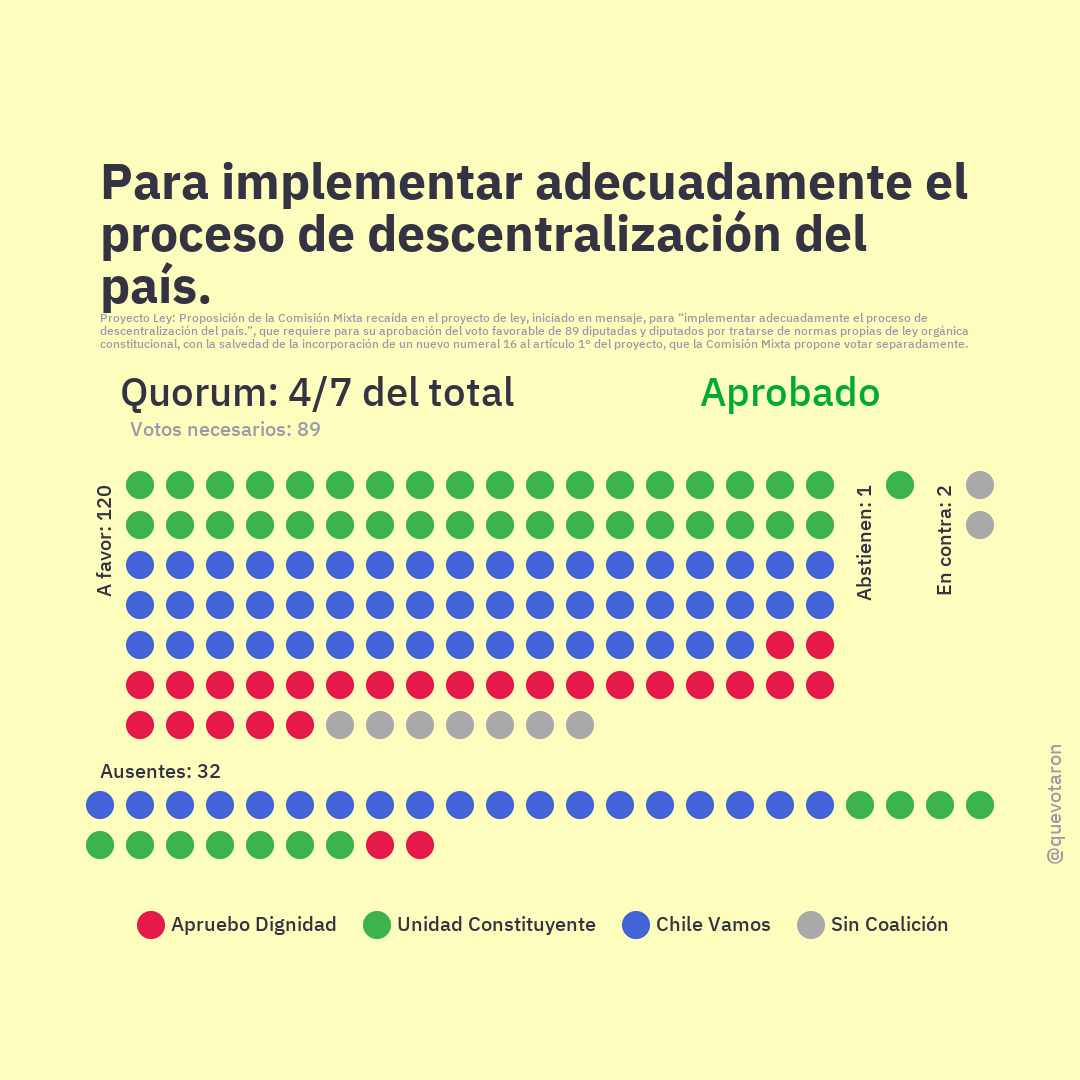 Para implementar adecuadamente el
proceso de descentralización del
país.
Proyecto Ley: Proposición de la Comisión Mixta recaída en el proyecto de ley, iniciado en mensaje, para “implementar adecuadamente el proceso de
descentralización del país.”, que requiere para su aprobación del voto favorable de 89 diputadas y diputados por tratarse de normas propias de ley orgánica
constitucional, con la salvedad de la incorporación de un nuevo numeral 16 al artículo 1° del proyecto, que la Comisión Mixta propone votar separadamente.
Quorum: 4/7 del total
Aprobado
Votos necesarios: 89
A favor: 120
Abstienen: 1
En contra: 2
Ausentes: 32
@quevotaron
Apruebo Dignidad
Unidad Constituyente
Chile Vamos
Sin Coalición